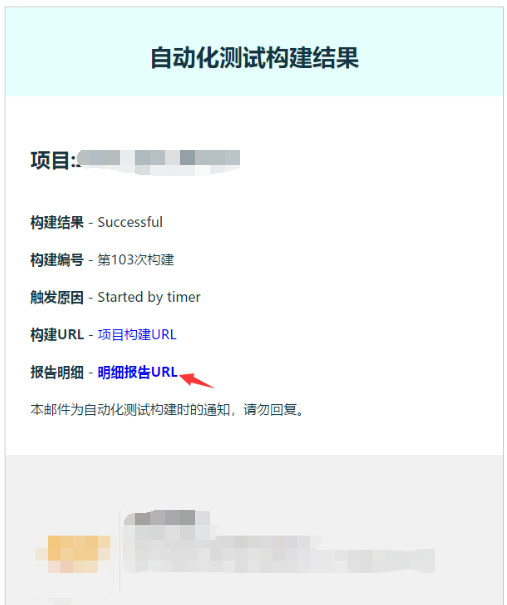 自动化测试构建结果
项目:
构建结果 - Successful
构建编号 - 第103次构建
触发原因 - Started by timer
构建URL - 项目构建URL
报告明细 - 明细报告URL
本邮件为自动化测试构建时的通知，请勿回复。